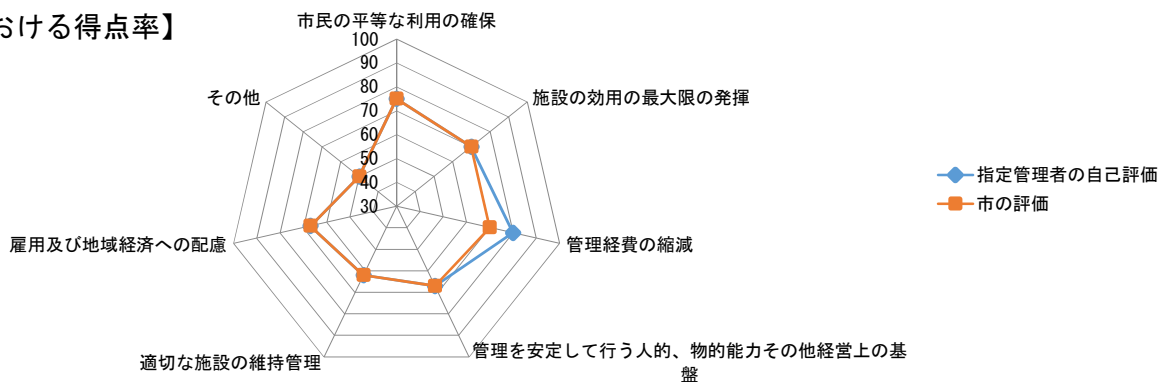 おける得点率】
市民の平等な利用の確保
100
90
80
70
60
50
40
30
その他
施設の効用の最大限の発揮
指定管理者の自己評価
市の評価
雇用及び地域経済への配慮
管理経費の縮減
適切な施設の維持管理
管理を安定して行う人的、物的能力その他経営上の基
盤